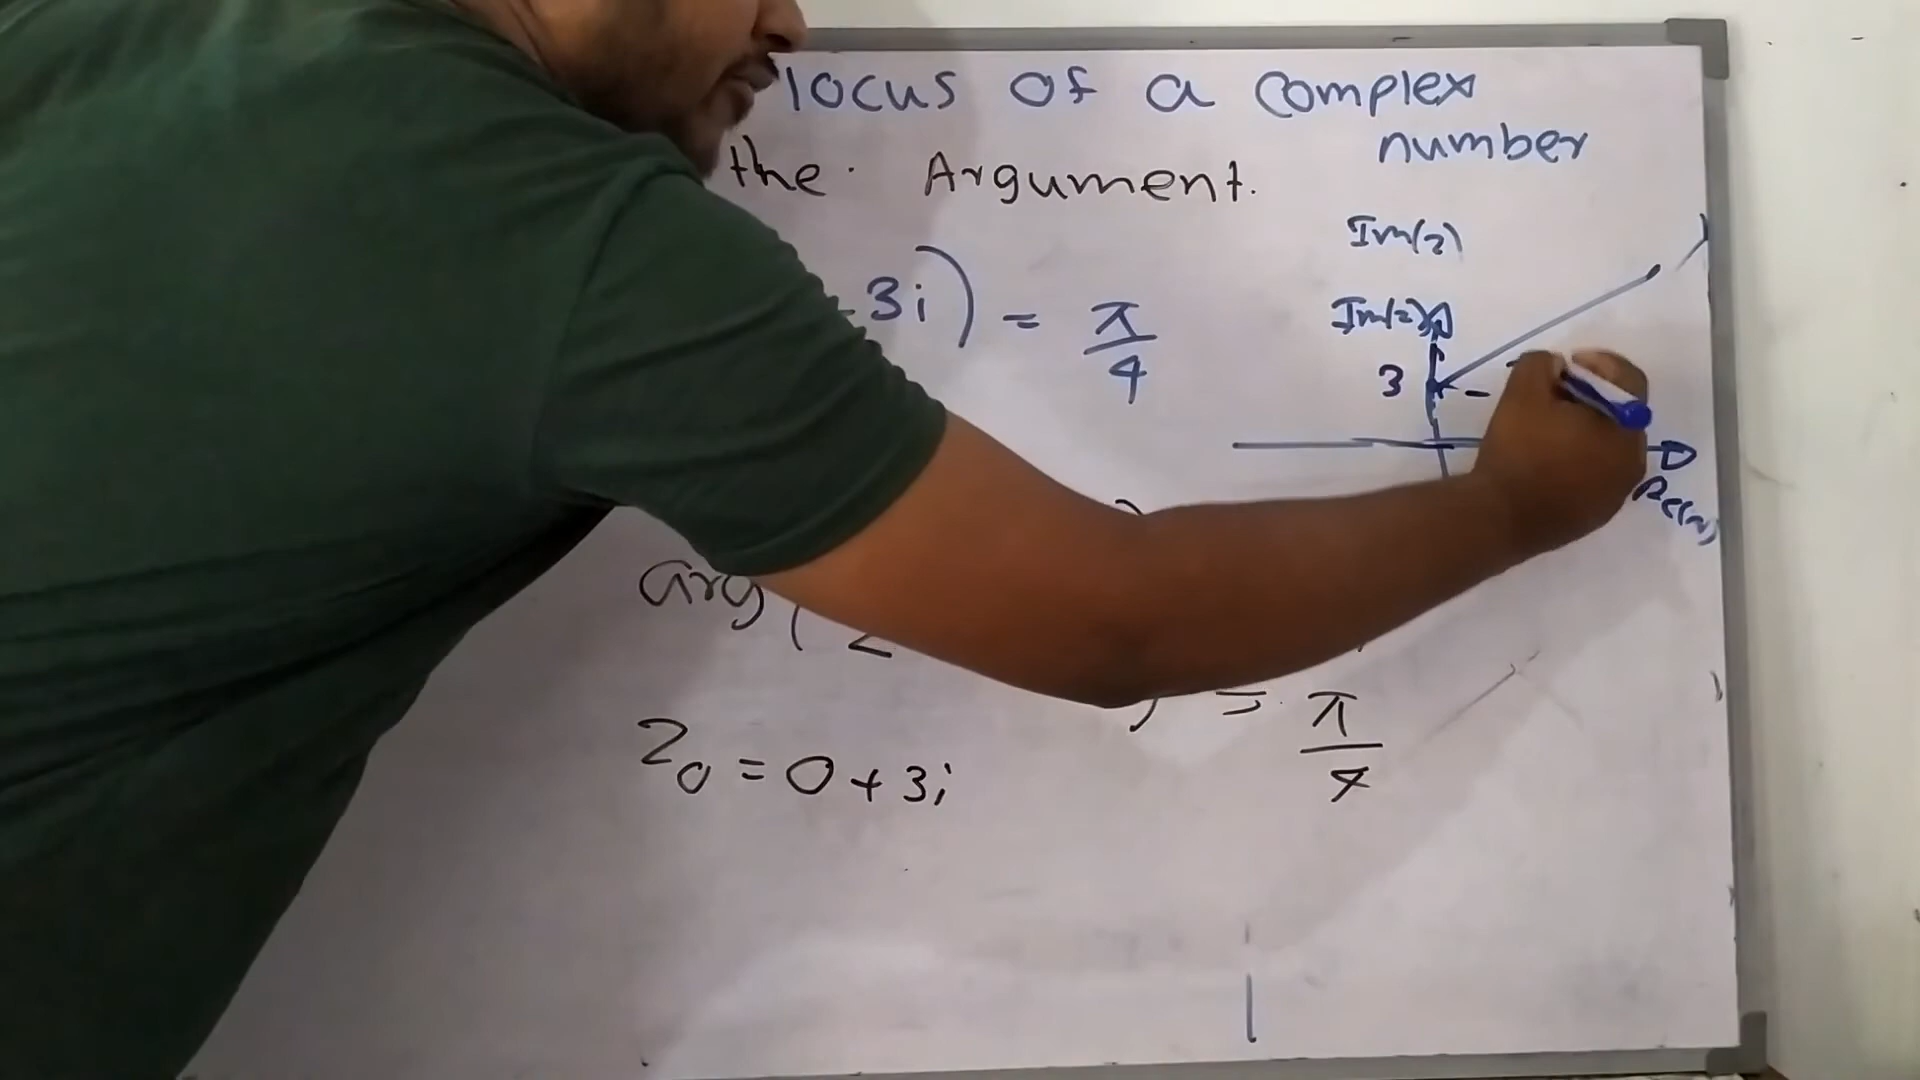 locus of a complex
number
the Argument.
Im(z)
Im(z)
3i) = π/4
3
Re(z)
arg(z
= π/4
z₀ = 0 + 3i